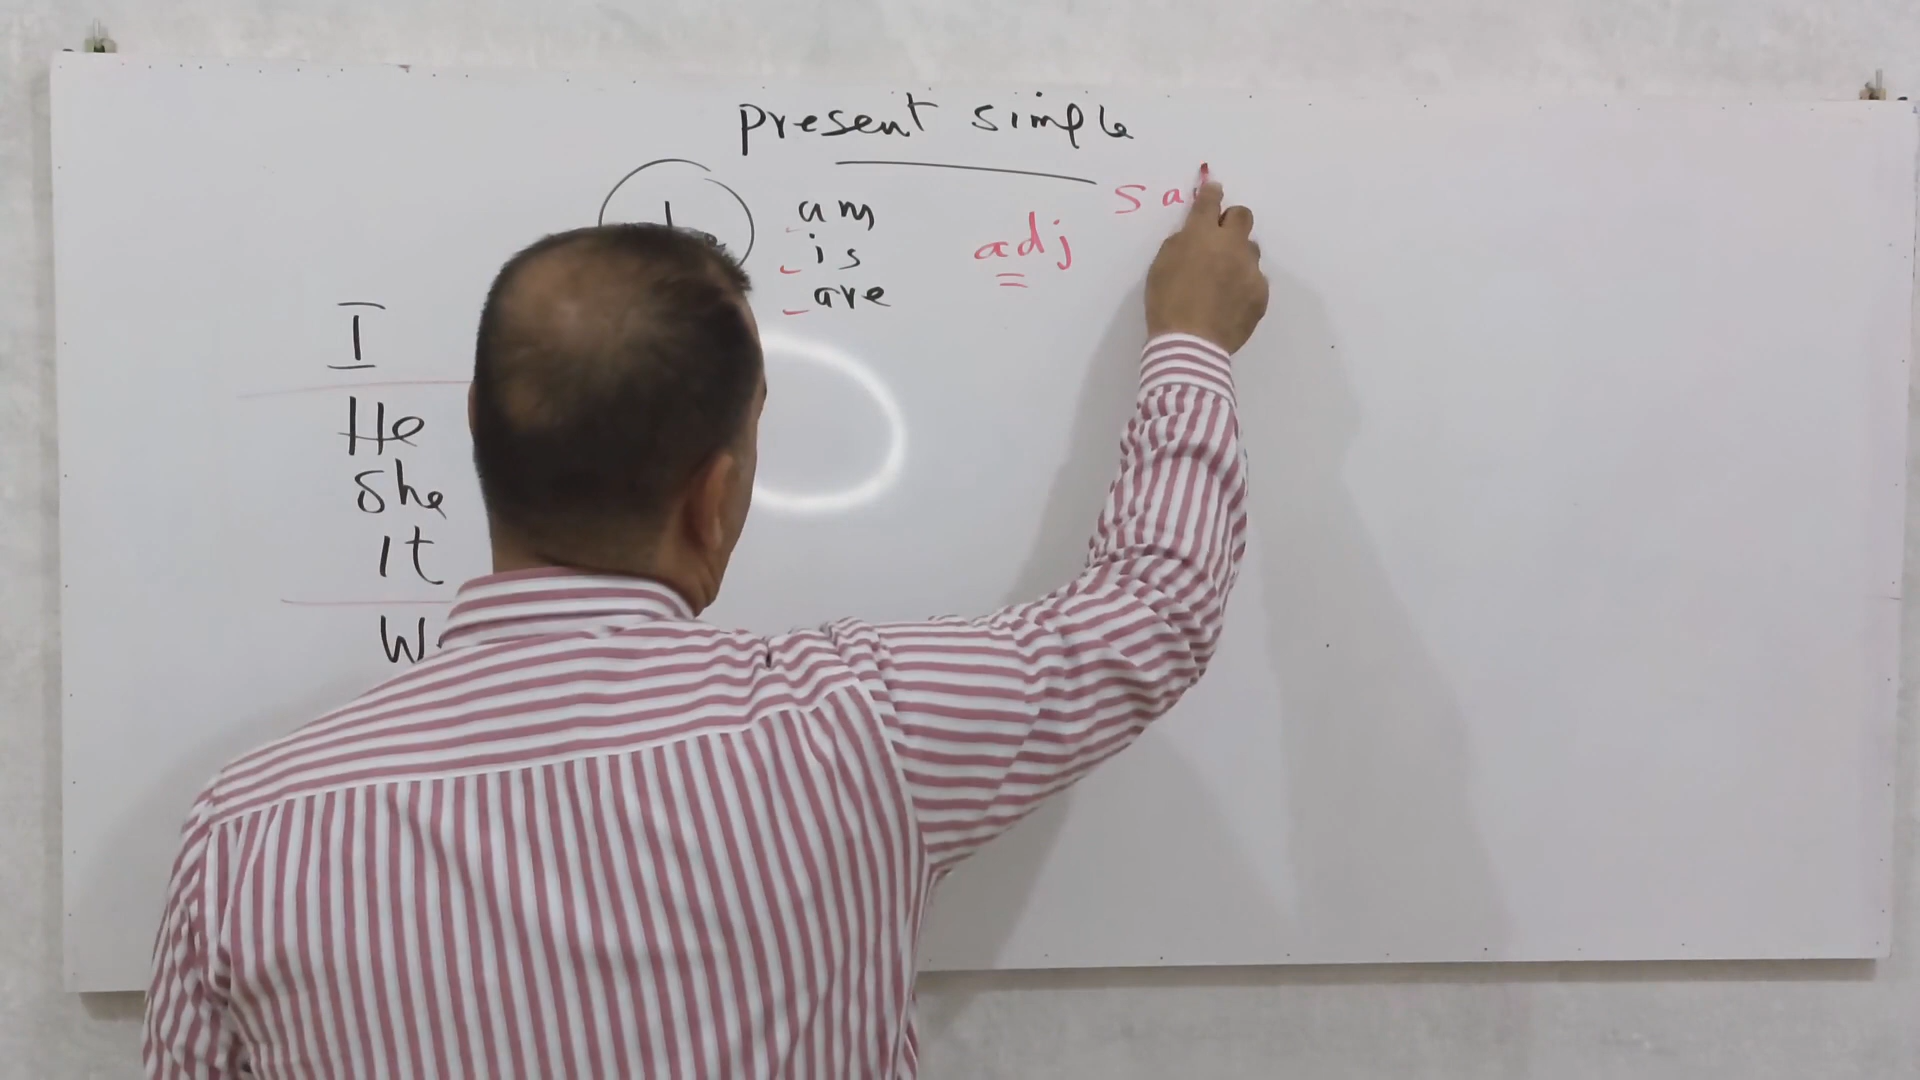 present simple
am
is
adj
are
I
He
She
It